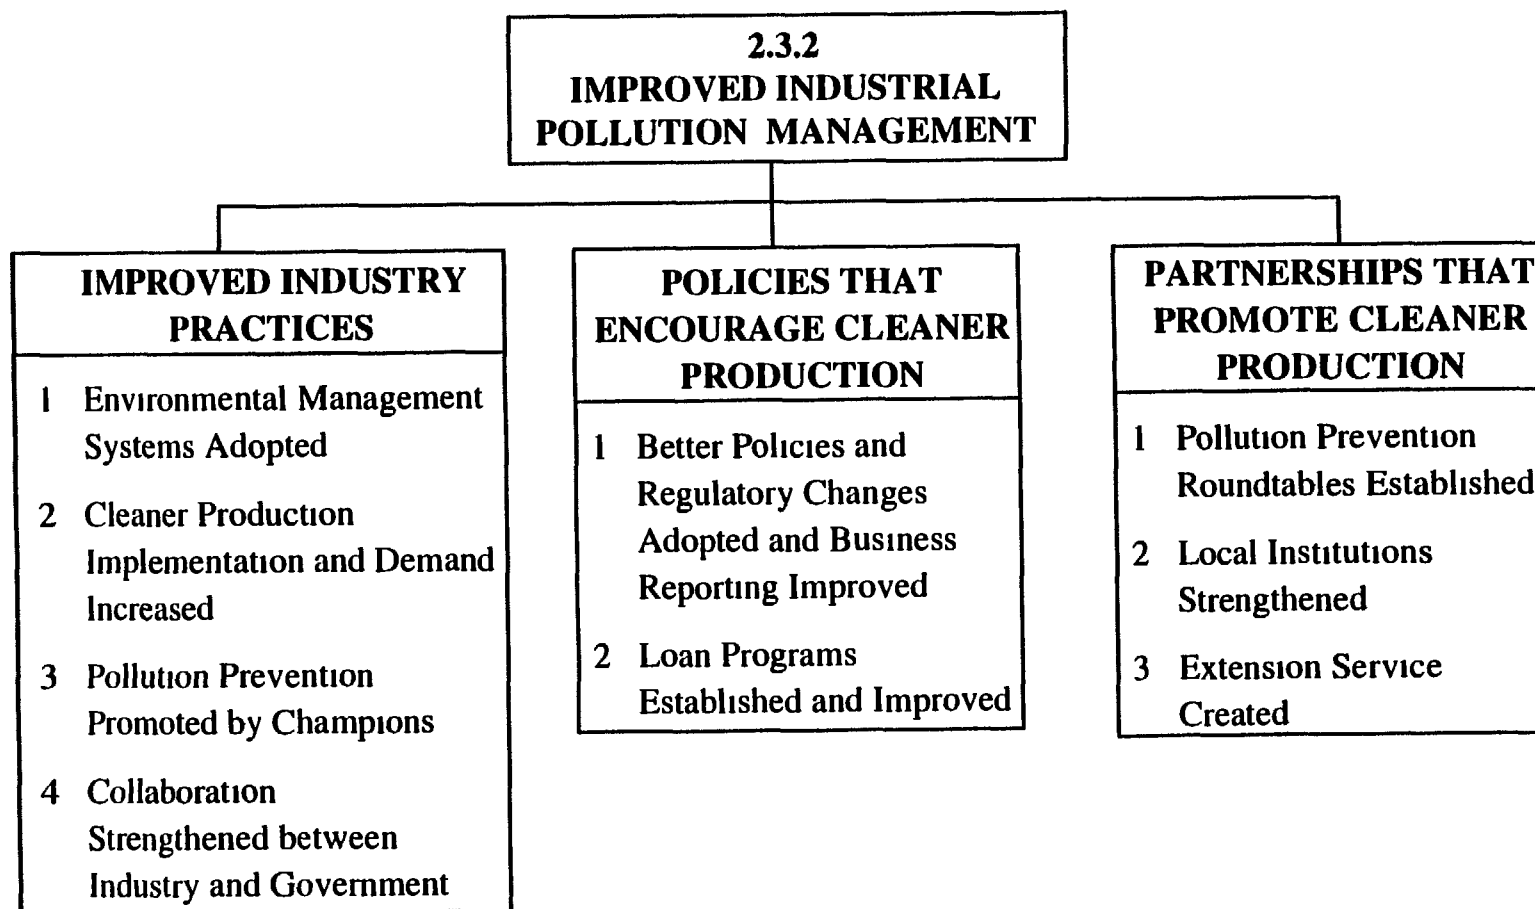 2.3.2
IMPROVED INDUSTRIAL
POLLUTION MANAGEMENT
IMPROVED INDUSTRY
PRACTICES
1 Environmental Management
Systems Adopted
2 Cleaner Production
Implementation and Demand
Increased
3 Pollution Prevention
Promoted by Champions
4 Collaboration
Strengthened between
Industry and Government
POLICIES THAT
ENCOURAGE CLEANER
PRODUCTION
1 Better Policies and
Regulatory Changes
Adopted and Business
Reporting Improved
2 Loan Programs
Established and Improved
PARTNERSHIPS THAT
PROMOTE CLEANER
PRODUCTION
1 Pollution Prevention
Roundtables Established
2 Local Institutions
Strengthened
3 Extension Service
Created